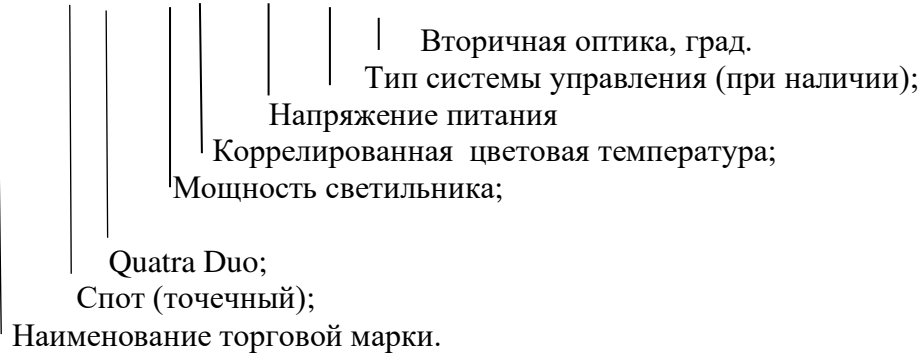 Вторичная оптика, град.
Тип системы управления (при наличии);
Напряжение питания
Коррелированная цветовая температура;
Мощность светильника;
Quatra Duo;
Спот (точечный);
Наименование торговой марки.